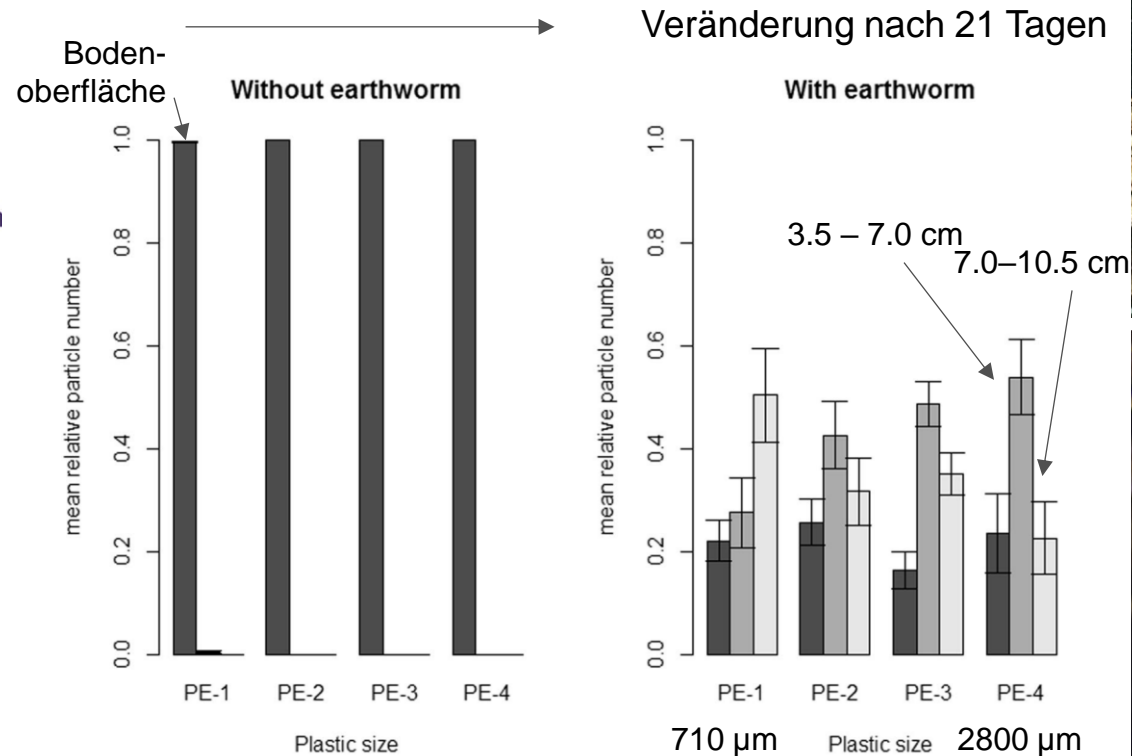 Veränderung nach 21 Tagen
Boden-
oberfläche
Without earthworm
mean relative particle number
1.0
0.8
0.6
0.4
0.2
0.0
PE-1 PE-2 PE-3 PE-4
Plastic size
With earthworm
3.5 – 7.0 cm
7.0–10.5 cm
mean relative particle number
1.0
0.8
0.6
0.4
0.2
0.0
PE-1 PE-2 PE-3 PE-4
710 µm Plastic size 2800 µm